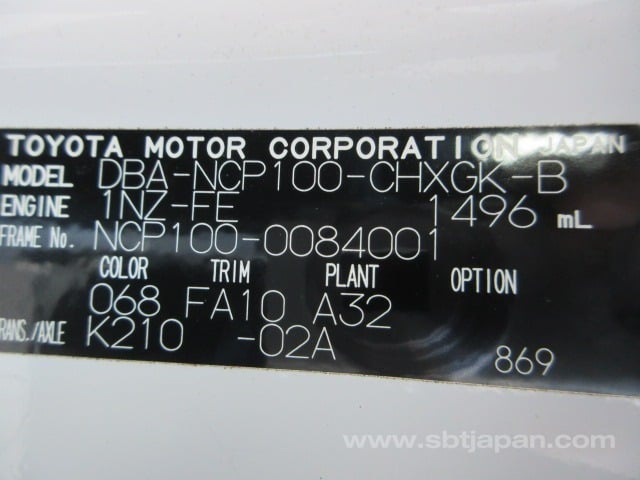 TOYOTA MOTOR CORPORATION JAPAN
MODEL DBA-NCP100-CHXGK-B
ENGINE 1NZ-FE 1496 mL
FRAME No. NCP100-0084001
COLOR TRIM PLANT OPTION
068 FA10 A32
TRANS./AXLE K210 -02A
869
www.sbtjapan.com